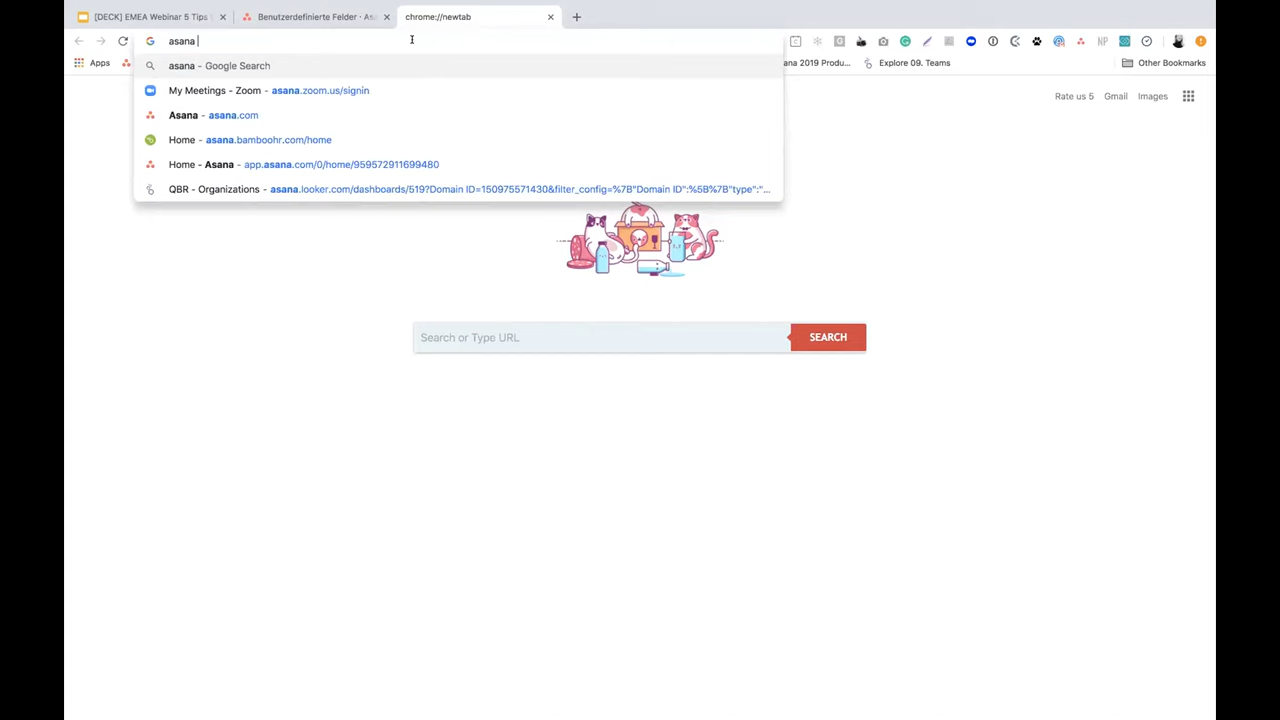 [DECK] EMEA Webinar 5 Tips
Benutzerdefinierte Felder · Asa
chrome://newtab
asana
asana - Google Search
My Meetings - Zoom - asana.zoom.us/signin
Asana - asana.com
Home - asana.bamboohr.com/home
Home - Asana - app.asana.com/0/home/959572911699480
QBR - Organizations - asana.looker.com/dashboards/519?Domain ID=150975571430&filter_config=%7B"Domain ID":%5B%7B"type":"...
Apps
ana 2019 Produ...
Explore 09. Teams
Other Bookmarks
Rate us 5
Gmail
Images
Search or Type URL
SEARCH